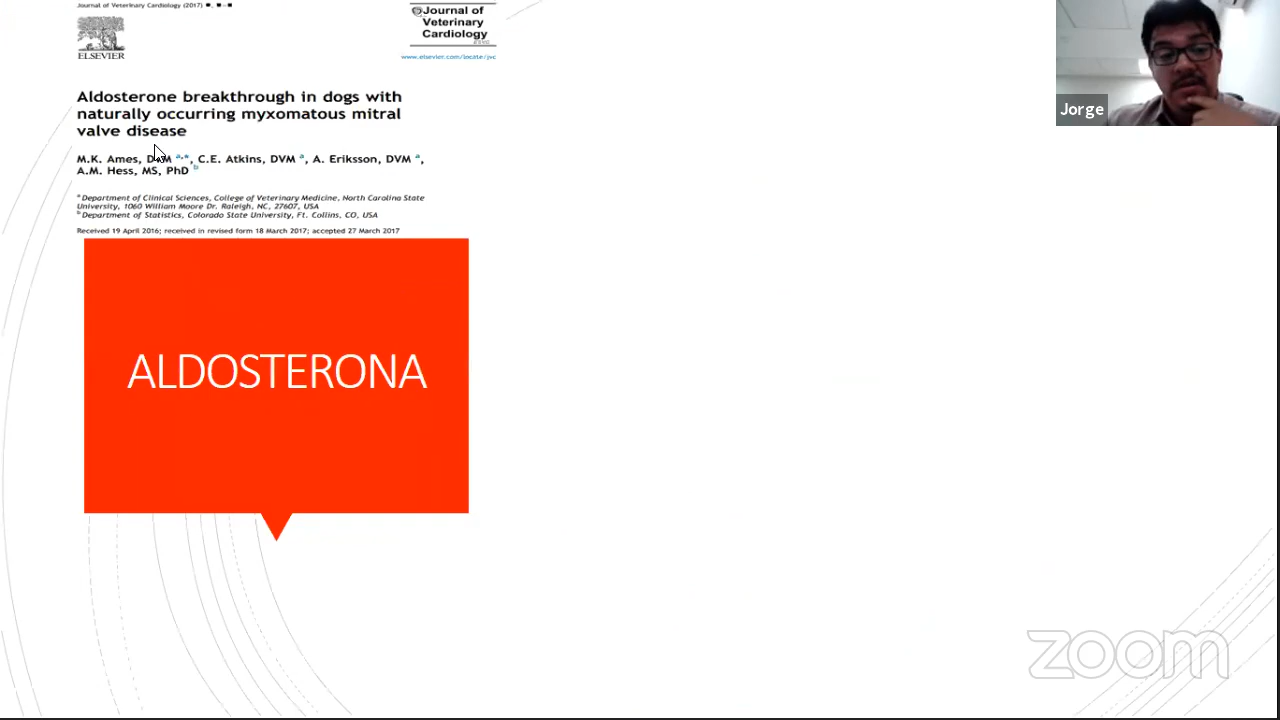 Journal of Veterinary Cardiology (2017) ■, ■–■
ELSEVIER
Journal of
Veterinary
Cardiology
www.elsevier.com/locate/jvc
Aldosterone breakthrough in dogs with
naturally occurring myxomatous mitral
valve disease
M.K. Ames, DVM a,*, C.E. Atkins, DVM a, A. Eriksson, DVM a,
A.M. Hess, MS, PhD b
a Department of Clinical Sciences, College of Veterinary Medicine, North Carolina State
University, 1060 William Moore Dr. Raleigh, NC, 27607, USA
b Department of Statistics, Colorado State University, Ft. Collins, CO, USA
Received 19 April 2016; received in revised form 18 March 2017; accepted 27 March 2017
ALDOSTERONA
Jorge
zoom